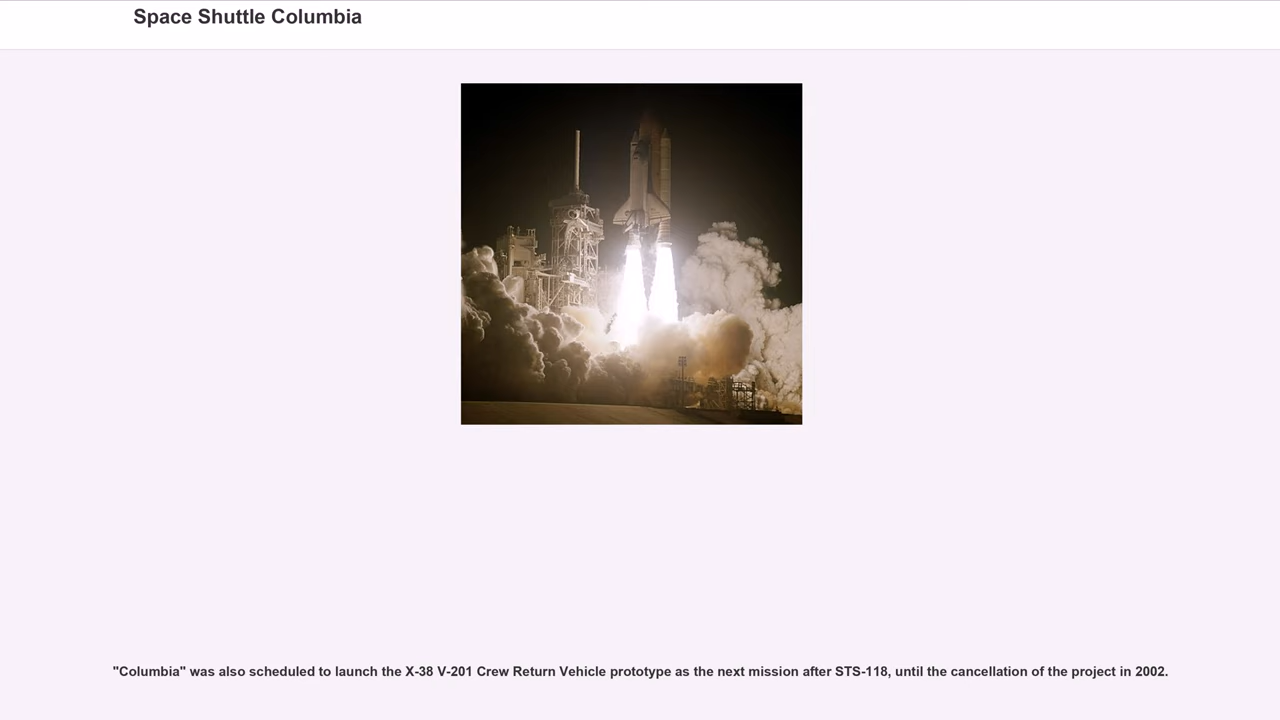 Space Shuttle Columbia
"Columbia" was also scheduled to launch the X-38 V-201 Crew Return Vehicle prototype as the next mission after STS-118, until the cancellation of the project in 2002.